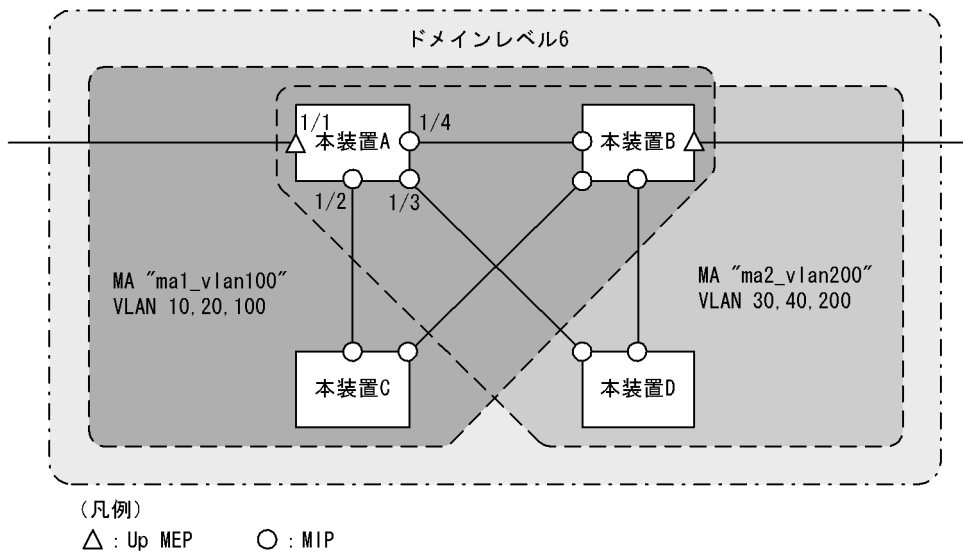 ドメインレベル6
1/1
本装置A
1/4
本装置B
1/2
1/3
MA "ma1_vlan100"
VLAN 10,20,100
MA "ma2_vlan200"
VLAN 30,40,200
本装置C
本装置D
(凡例)
△ : Up MEP
○ : MIP